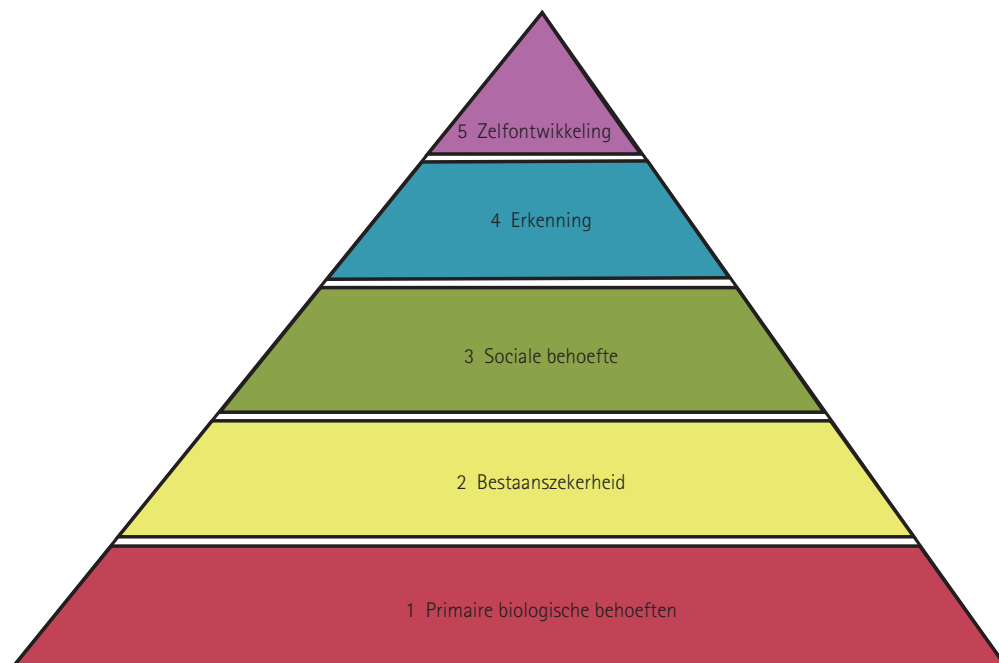 5 Zelfontwikkeling
4 Erkenning
3 Sociale behoefte
2 Bestaanszekerheid
1 Primaire biologische behoeften